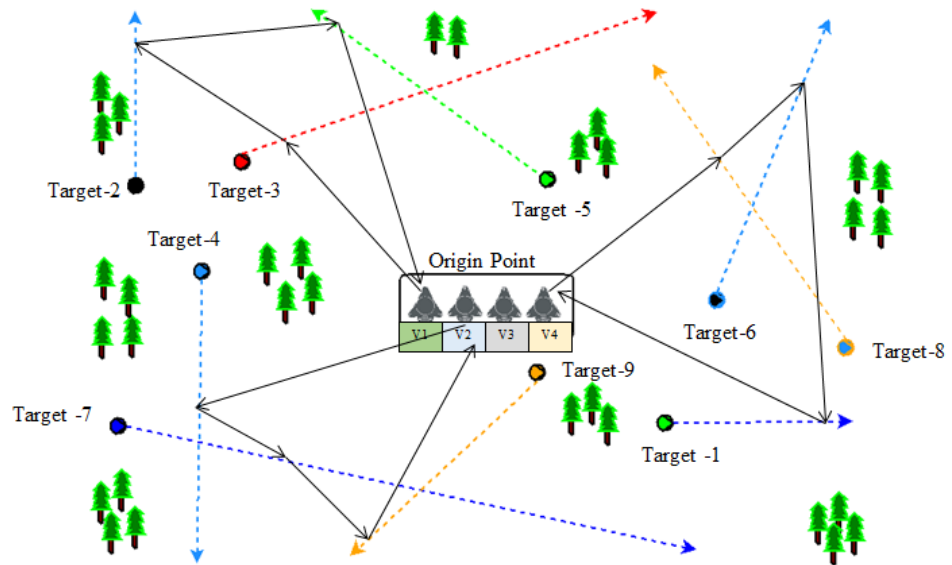 Target-2
Target-3
Target -5
Target-4
Origin Point
V1 V2 V3 V4
Target-6
Target-8
Target-9
Target -7
Target -1